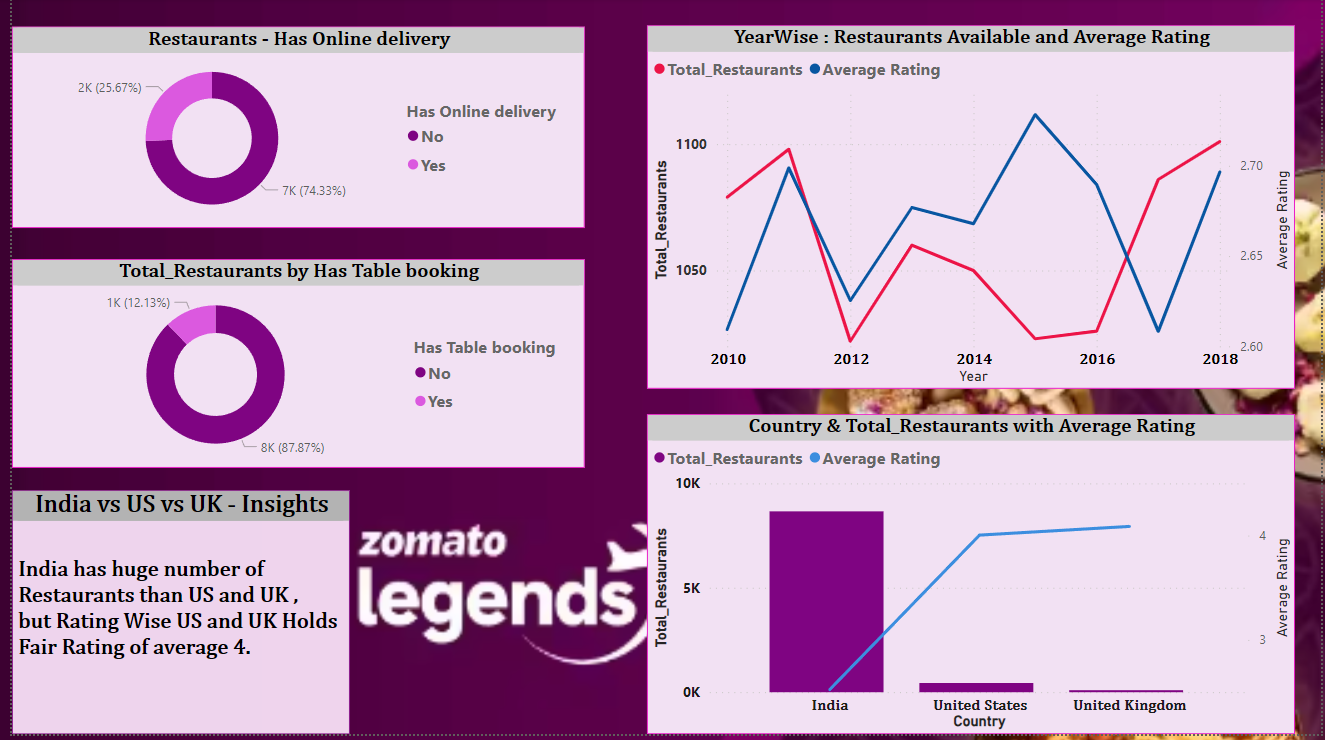 Restaurants - Has Online delivery
2K (25.67%)
7K (74.33%)
Has Online delivery
No
Yes
Total_Restaurants by Has Table booking
1K (12.13%)
8K (87.87%)
Has Table booking
No
Yes
India vs US vs UK - Insights
India has huge number of
Restaurants than US and UK ,
but Rating Wise US and UK Holds
Fair Rating of average 4.
zomato
legends
YearWise : Restaurants Available and Average Rating
Total_Restaurants Average Rating
1100
1050
Total_Restaurants
2.70
2.65
2.60
Average Rating
2010 2012 2014 2016 2018
Year
Country & Total_Restaurants with Average Rating
Total_Restaurants Average Rating
10K
5K
0K
Total_Restaurants
4
3
Average Rating
India United States United Kingdom
Country